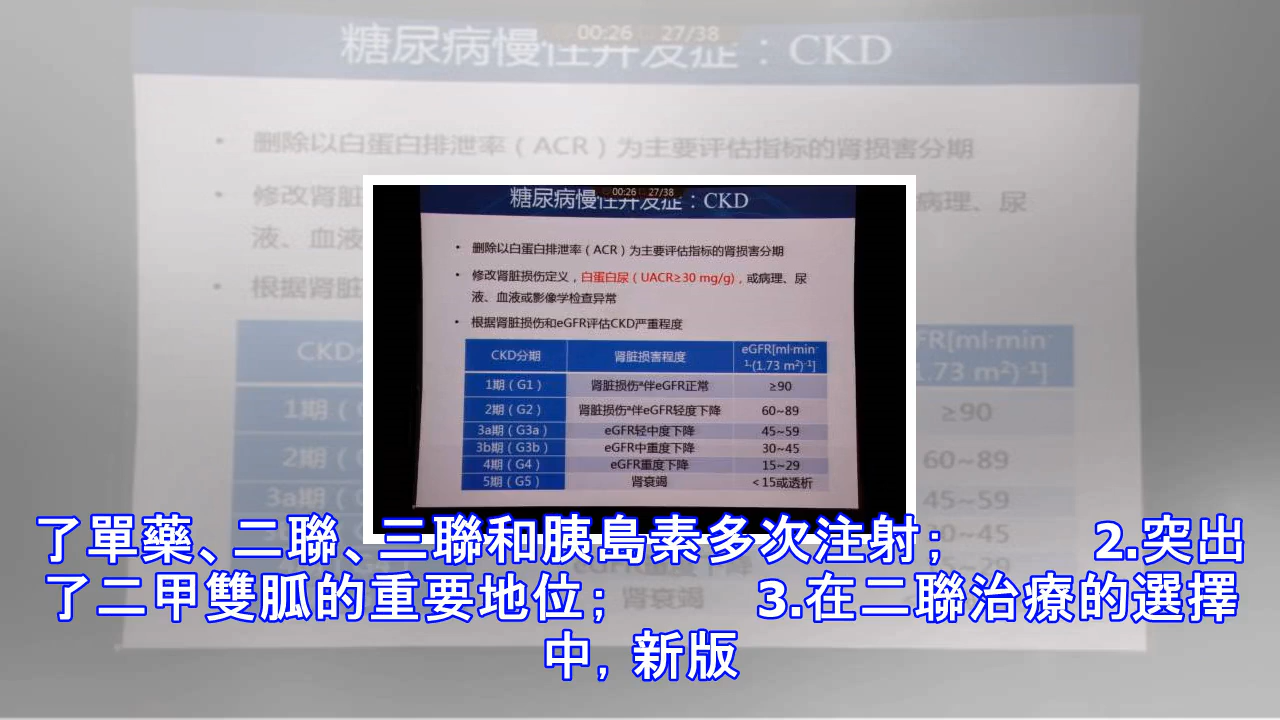 00:26 27/38
糖尿病慢性并发症：CKD
• 删除以白蛋白排泄率（ACR）为主要评估指标的肾损害分期
• 修改肾脏损伤定义，白蛋白尿（UACR≥30 mg/g)，或病理、尿
液、血液或影像学检查异常
• 根据肾脏损伤和eGFR评估CKD严重程度
CKD分期 肾脏损害程度 eGFR[ml·min⁻
¹·(1.73 m²)⁻¹]
1期（G1） 肾脏损伤ᵃ伴eGFR正常 ≥90
2期（G2） 肾脏损伤ᵃ伴eGFR轻度下降 60~89
3a期（G3a） eGFR轻中度下降 45~59
3b期（G3b） eGFR中重度下降 30~45
4期（G4） eGFR重度下降 15~29
5期（G5） 肾衰竭 ＜15或透析
了單藥、二聯、三聯和胰島素多次注射； 2.突出
了二甲雙胍的重要地位； 3.在二聯治療的選擇
中，新版